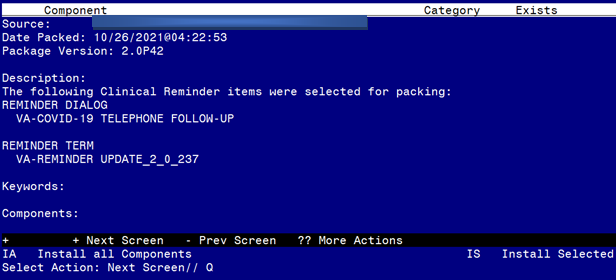 Component Category Exists
Source:
Date Packed: 10/26/2021@04:22:53
Package Version: 2.0P42
Description:
The following Clinical Reminder items were selected for packing:
REMINDER DIALOG
VA-COVID-19 TELEPHONE FOLLOW-UP
REMINDER TERM
VA-REMINDER UPDATE_2_0_237
Keywords:
Components:
+ + Next Screen - Prev Screen ?? More Actions
IA Install all Components IS Install Selected
Select Action: Next Screen// Q